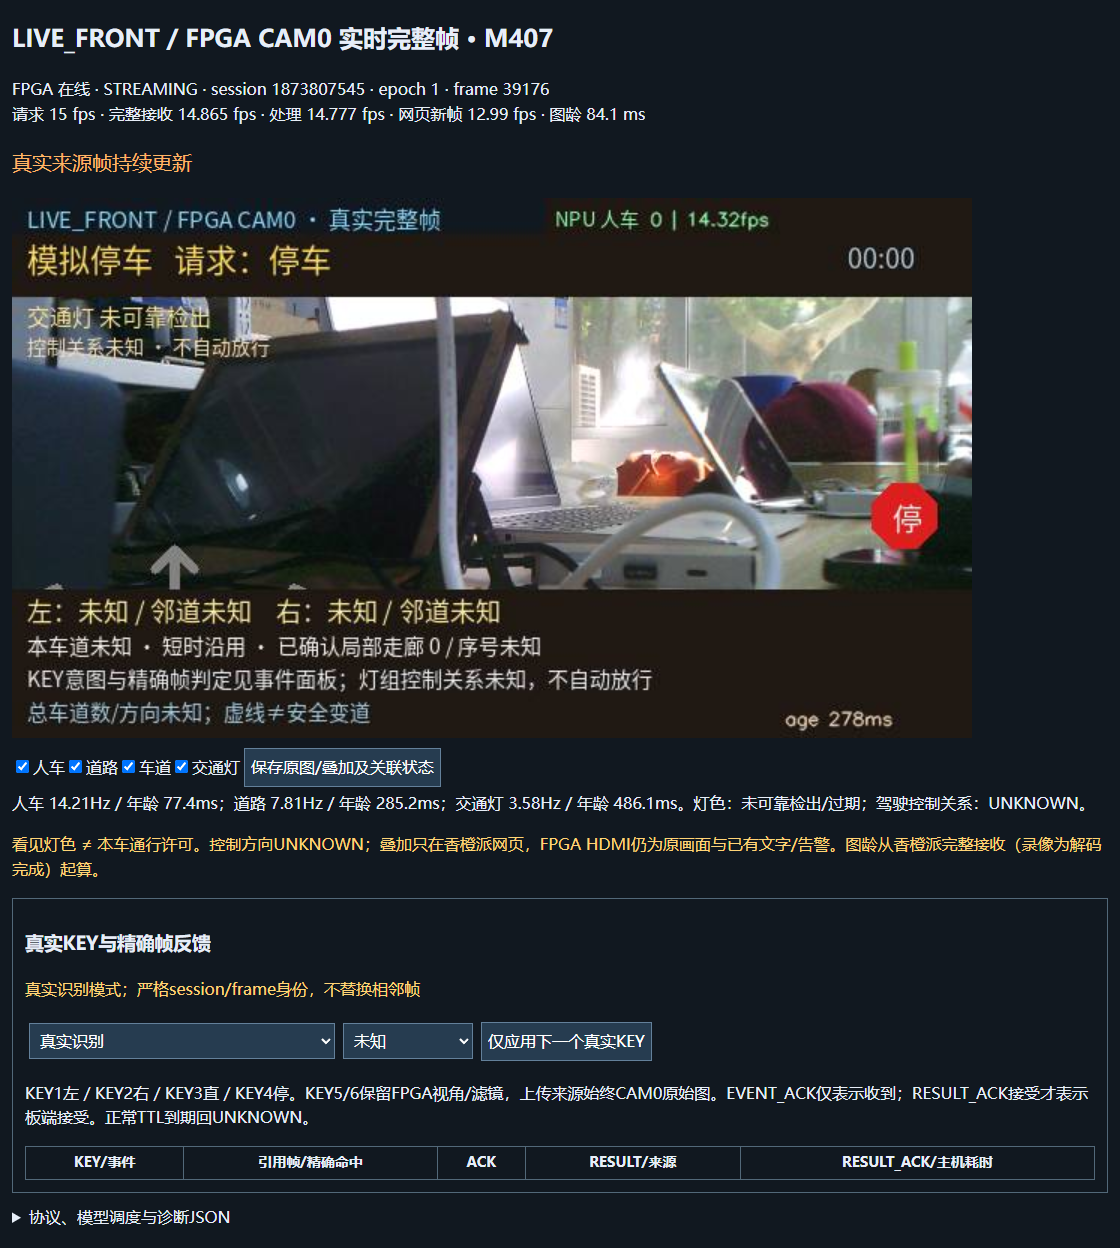 LIVE_FRONT / FPGA CAM0 实时完整帧 • M407
FPGA 在线 · STREAMING · session 1873807545 · epoch 1 · frame 39176
请求 15 fps · 完整接收 14.865 fps · 处理 14.777 fps · 网页新帧 12.99 fps · 图龄 84.1 ms
真实来源帧持续更新
LIVE_FRONT / FPGA CAM0 · 真实完整帧
NPU 人车 0 | 14.32fps
模拟停车 请求：停车
00:00
交通灯 未可靠检出
控制关系未知 · 不自动放行
停
左：未知 / 邻道未知 右：未知 / 邻道未知
本车道未知 · 短时沿用 · 已确认局部走廊 0 / 序号未知
KEY意图与精确帧判定见事件面板；灯组控制关系未知，不自动放行
总车道数/方向未知；虚线≠安全变道
age 278ms
人车 道路 车道 交通灯 保存原图/叠加及关联状态
人车 14.21Hz / 年龄 77.4ms；道路 7.81Hz / 年龄 285.2ms；交通灯 3.58Hz / 年龄 486.1ms。灯色：未可靠检出/过期；驾驶控制关系：UNKNOWN。
看见灯色 ≠ 本车通行许可。控制方向UNKNOWN；叠加只在香橙派网页，FPGA HDMI仍为原画面与已有文字/告警。图龄从香橙派完整接收（录像为解码
完成）起算。
真实KEY与精确帧反馈
真实识别模式；严格session/frame身份，不替换相邻帧
真实识别 未知 仅应用下一个真实KEY
KEY1左 / KEY2右 / KEY3直 / KEY4停。KEY5/6保留FPGA视角/滤镜，上传来源始终CAM0原始图。EVENT_ACK仅表示收到；RESULT_ACK接受才表示
板端接受。正常TTL到期回UNKNOWN。
KEY/事件 引用帧/精确命中 ACK RESULT/来源 RESULT_ACK/主机耗时
▶ 协议、模型调度与诊断JSON